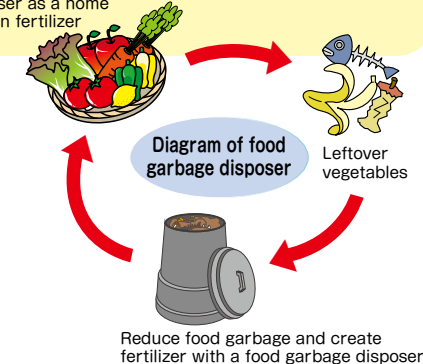 ser as a home
n fertilizer
Diagram of food
garbage disposer
Leftover
vegetables
Reduce food garbage and create
fertilizer with a food garbage disposer